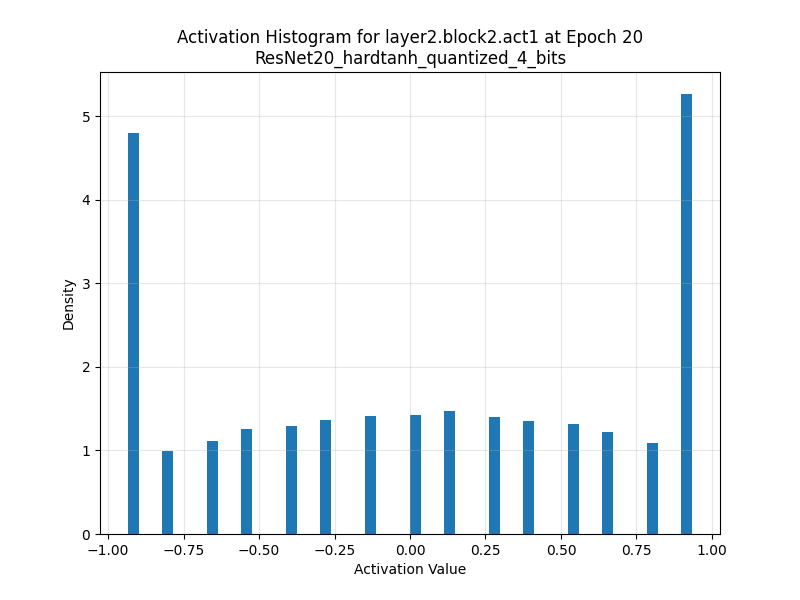 Activation Histogram for layer2.block2.act1 at Epoch 20
ResNet20_hardtanh_quantized_4_bits
Density
5
4
3
2
1
0
−1.00 −0.75 −0.50 −0.25 0.00 0.25 0.50 0.75 1.00
Activation Value